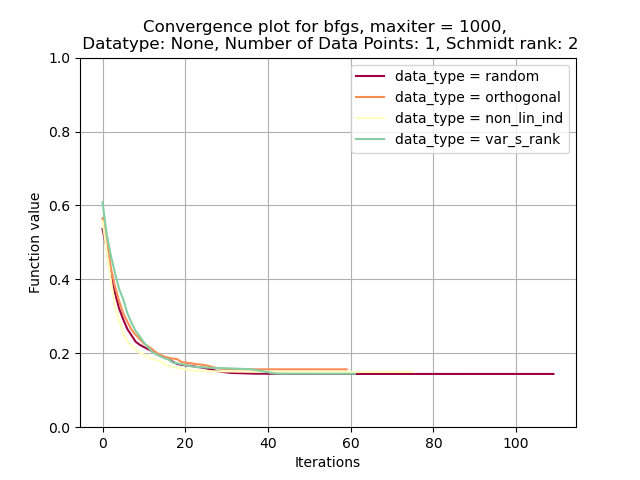 Convergence plot for bfgs, maxiter = 1000,
Datatype: None, Number of Data Points: 1, Schmidt rank: 2
data_type = random
data_type = orthogonal
data_type = non_lin_ind
data_type = var_s_rank
Function value
1.0
0.8
0.6
0.4
0.2
0.0
0 20 40 60 80 100
Iterations